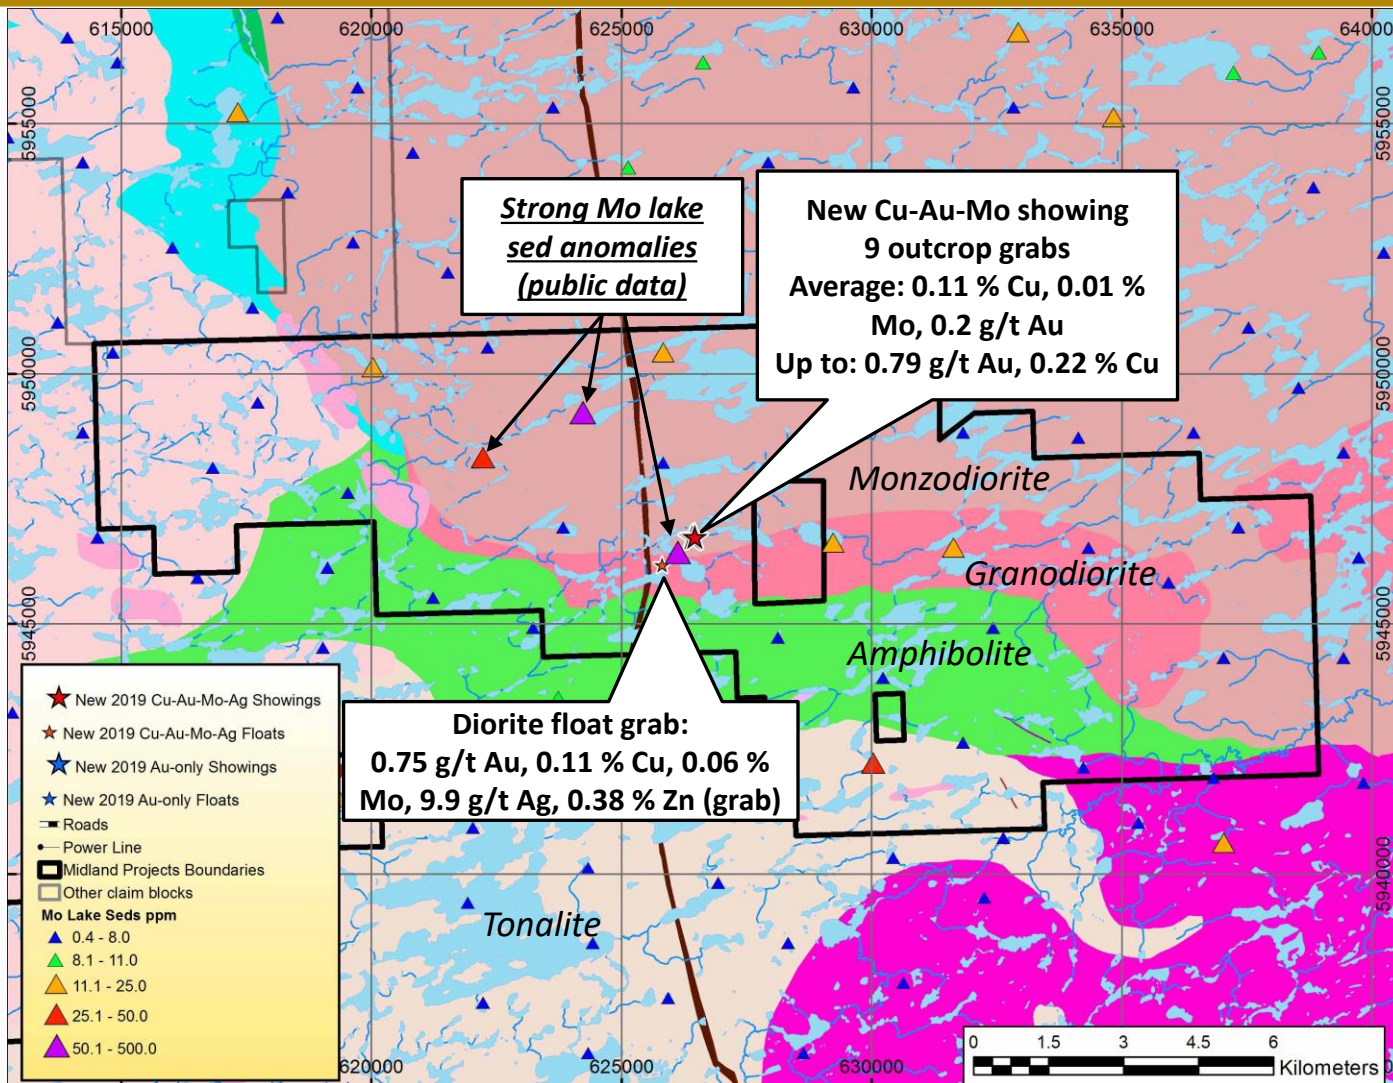 615000
620000
625000
630000
635000
640000
5955000
5955000
Strong Mo lake
sed anomalies
(public data)
New Cu-Au-Mo showing
9 outcrop grabs
Average: 0.11 % Cu, 0.01 %
Mo, 0.2 g/t Au
Up to: 0.79 g/t Au, 0.22 % Cu
5950000
5950000
Monzodiorite
Granodiorite
5945000
5945000
Amphibolite
Diorite float grab:
0.75 g/t Au, 0.11 % Cu, 0.06 %
Mo, 9.9 g/t Ag, 0.38 % Zn (grab)
New 2019 Cu-Au-Mo-Ag Showings
New 2019 Cu-Au-Mo-Ag Floats
New 2019 Au-only Showings
New 2019 Au-only Floats
Roads
Power Line
Midland Projects Boundaries
Other claim blocks
Mo Lake Seds ppm
0.4 - 8.0
8.1 - 11.0
11.1 - 25.0
25.1 - 50.0
50.1 - 500.0
5940000
Tonalite
0 1.5 3 4.5 6
Kilometers
620000
625000
630000